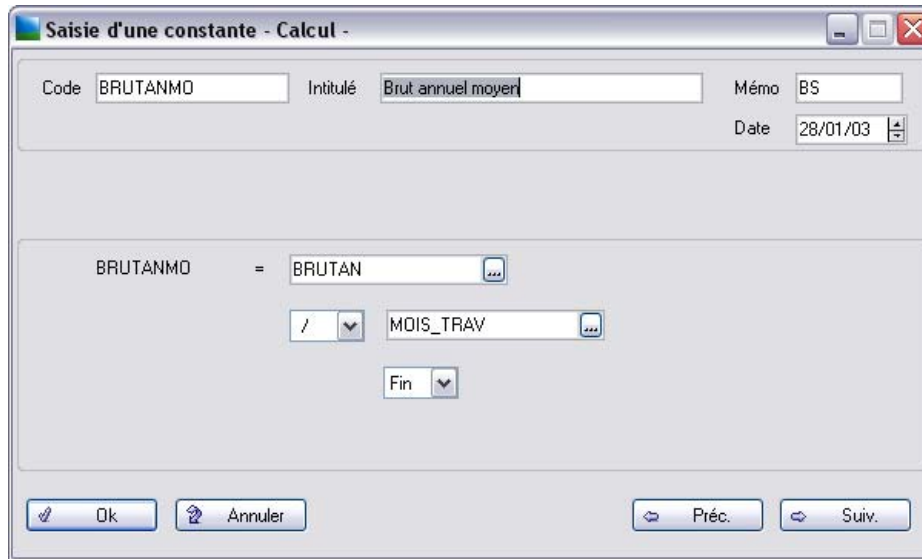 Saisie d'une constante - Calcul -
Code BRUTANMO Intitulé Brut annuel moyen Mémo BS
Date 28/01/03
BRUTANMO = BRUTAN ...
/ MOIS_TRAV ...
Fin
Ok Annuler Préc. Suiv.